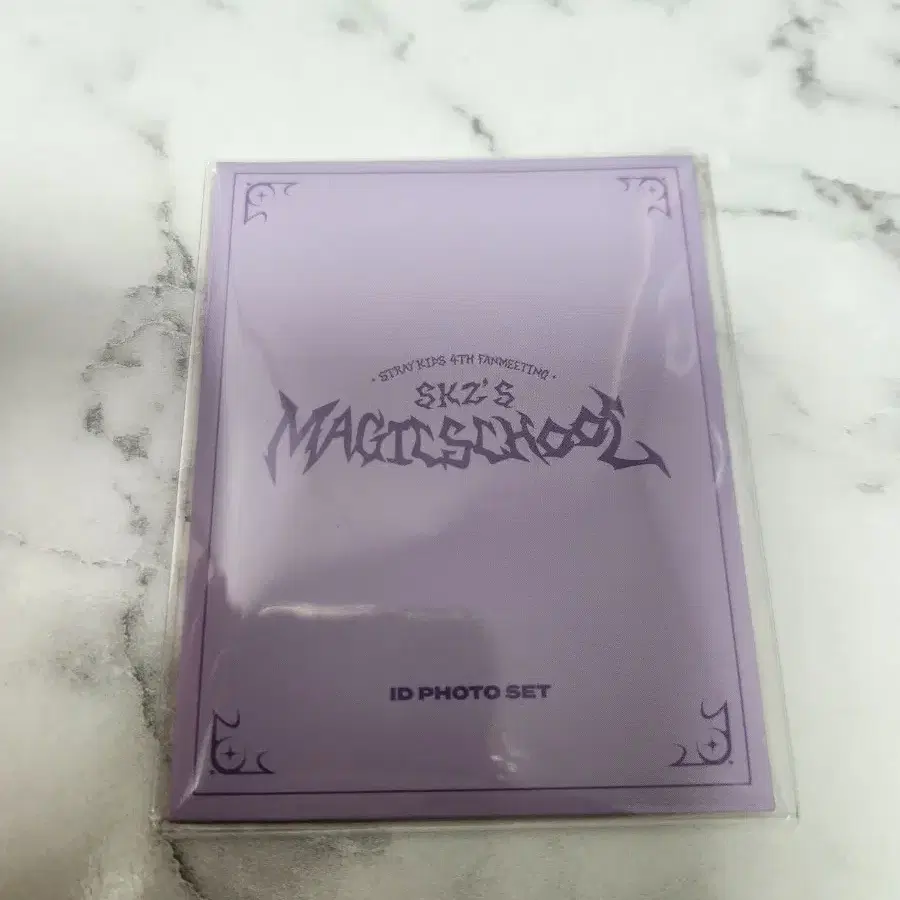 • STRAY KIDS 4TH FANMEETING •
SKZ'S
MAGIC SCHOOL
ID PHOTO SET